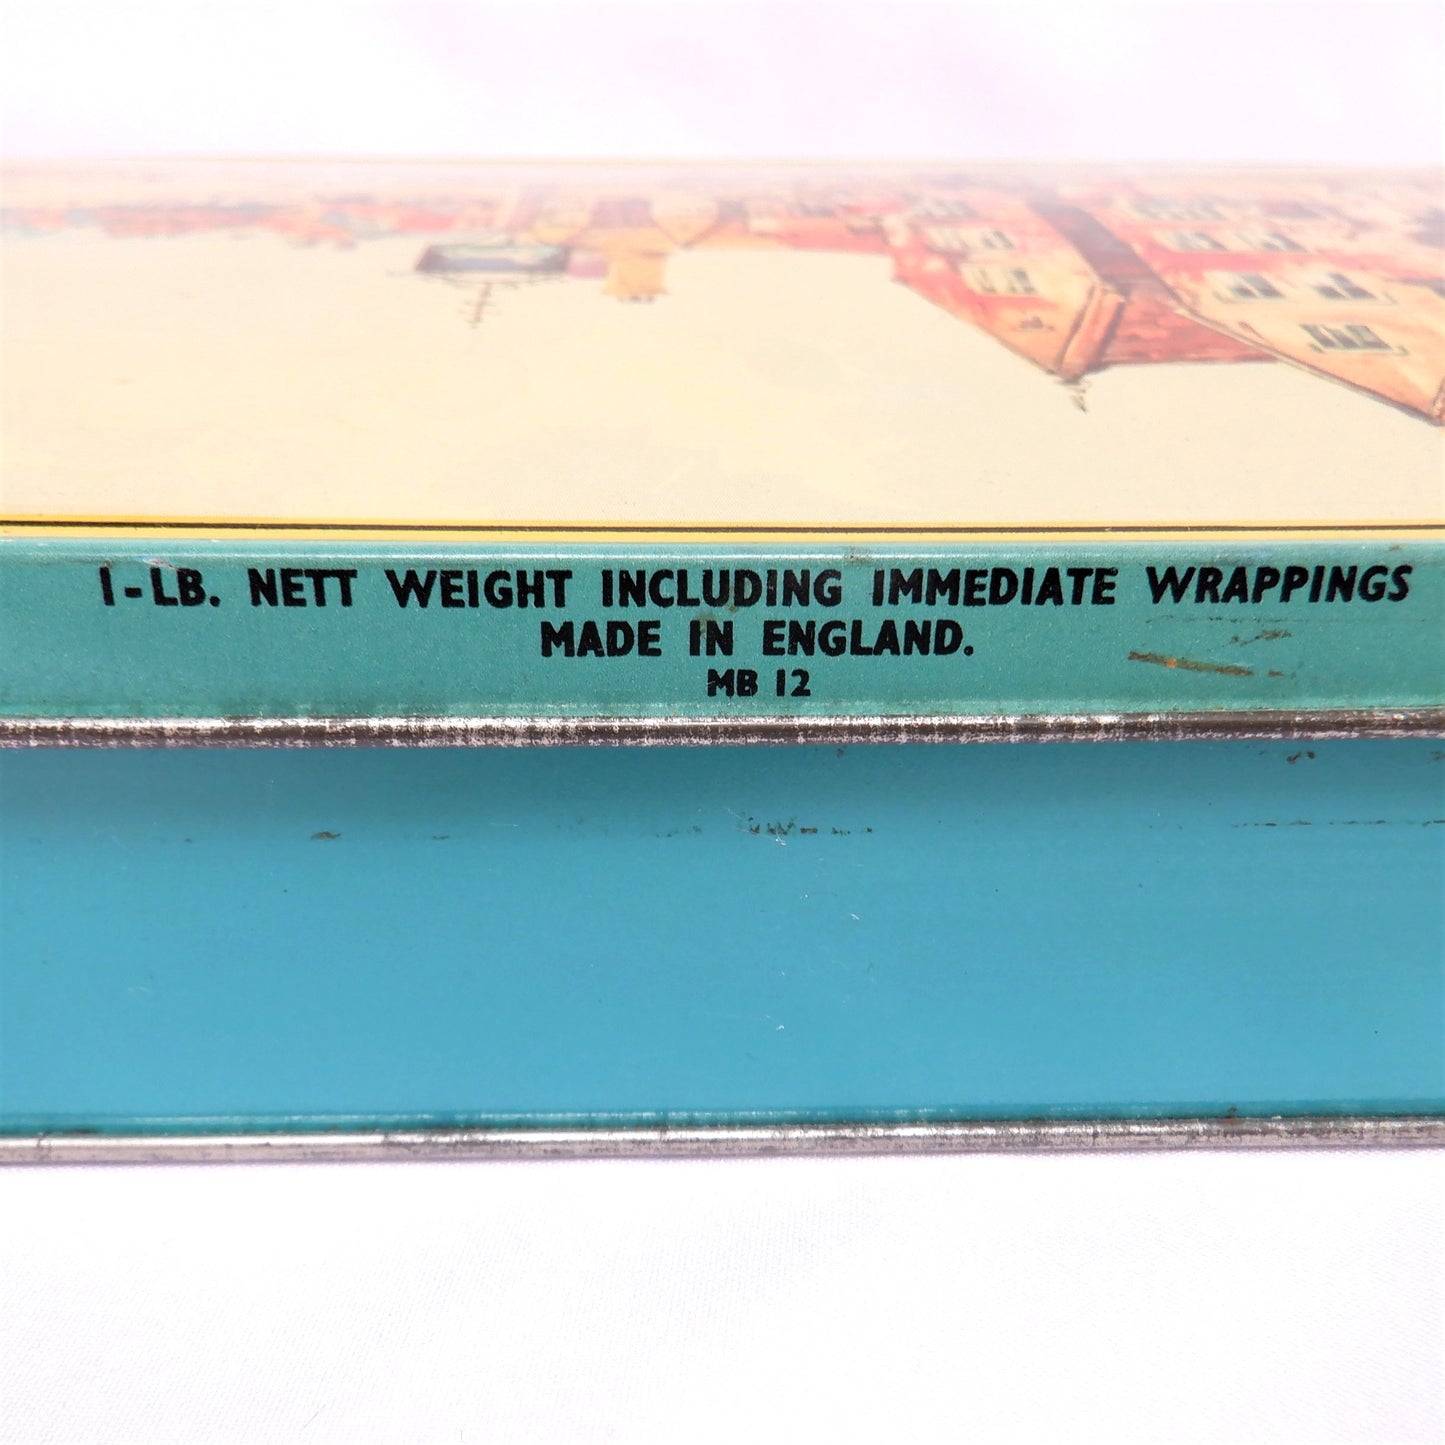 1-LB. NETT WEIGHT INCLUDING IMMEDIATE WRAPPINGS
MADE IN ENGLAND.
MB 12